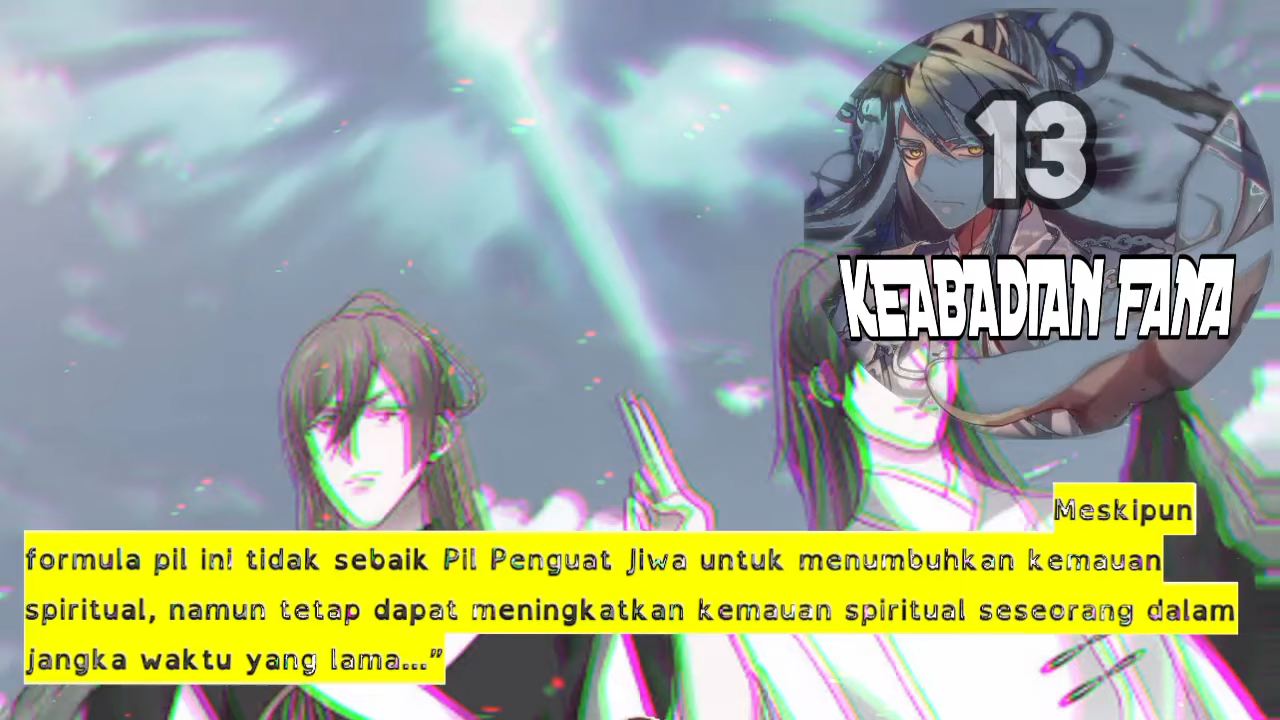 13
KEABADIAN FANA
Meskipun
formula pil ini tidak sebaik Pil Penguat Jiwa untuk menumbuhkan kemauan
spiritual, namun tetap dapat meningkatkan kemauan spiritual seseorang dalam
jangka waktu yang lama...”